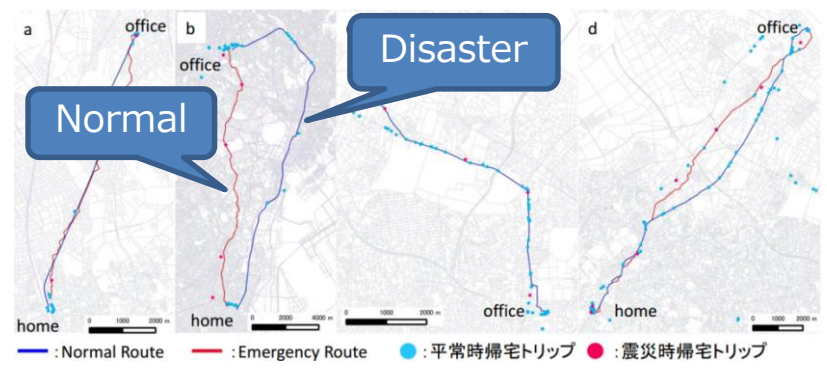 a
office
b
office
Disaster
d
office
Normal
home
0 1000 2000 m
home
0 2000 4000 m
0 1000 2000 m
office
home
0 1000 2000 m
: Normal Route
: Emergency Route
: 平常時帰宅トリップ
: 震災時帰宅トリップ